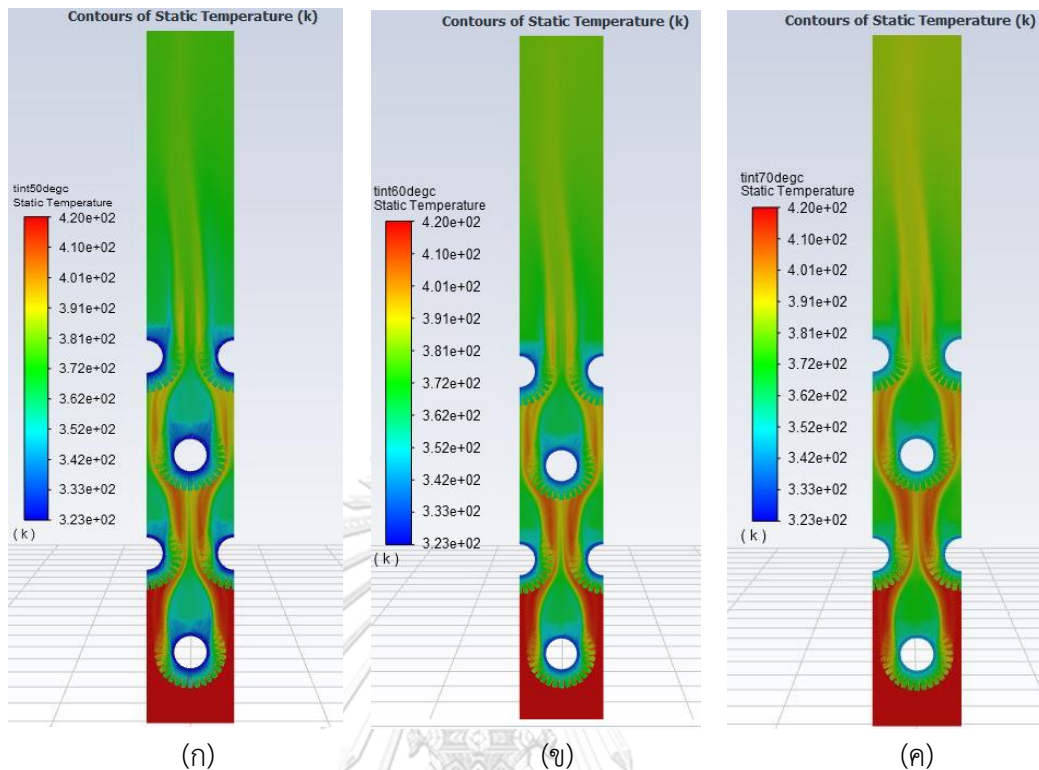 Contours of Static Temperature (k)
tint50degc
Static Temperature
4.20e+02
4.10e+02
4.01e+02
3.91e+02
3.81e+02
3.72e+02
3.62e+02
3.52e+02
3.42e+02
3.33e+02
3.23e+02
( k )
(ก)
Contours of Static Temperature (k)
tint60degc
Static Temperature
4.20e+02
4.10e+02
4.01e+02
3.91e+02
3.81e+02
3.72e+02
3.62e+02
3.52e+02
3.42e+02
3.33e+02
3.23e+02
( k )
(ข)
Contours of Static Temperature (k)
tint70degc
Static Temperature
4.20e+02
4.10e+02
4.01e+02
3.91e+02
3.81e+02
3.72e+02
3.62e+02
3.52e+02
3.42e+02
3.33e+02
3.23e+02
( k )
(ค)